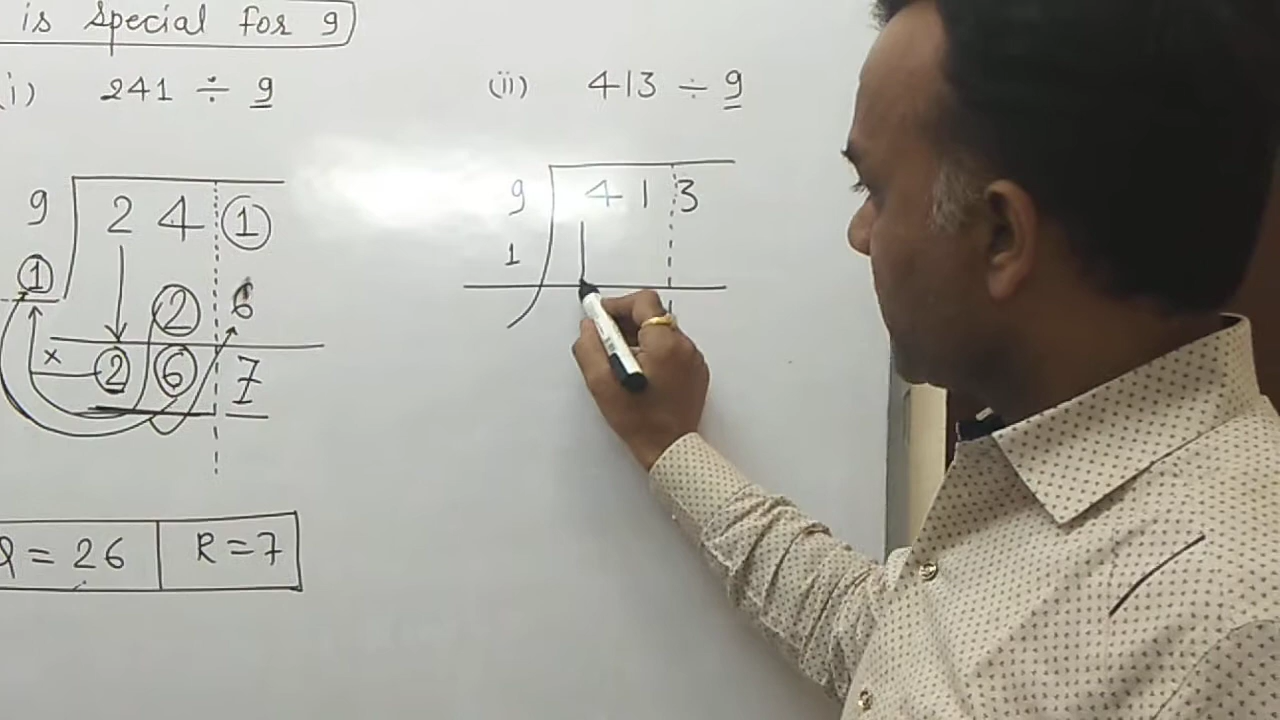 is special for 9
i) 241 ÷ 9
9 2 4 1
1
2 6
× 2 6 7
Q = 26 R = 7
(ii) 413 ÷ 9
9 4 1 3
1